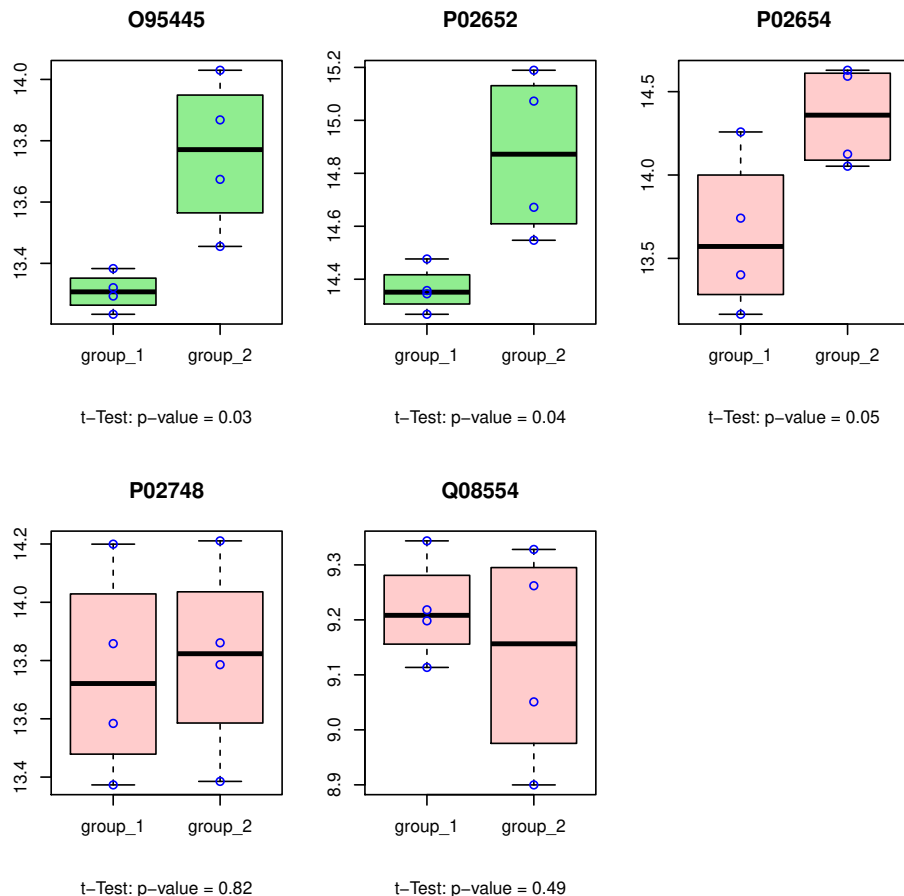 O95445
14.0
13.8
13.6
13.4
group_1 group_2
t−Test: p−value = 0.03
P02652
15.2
15.0
14.8
14.6
14.4
group_1 group_2
t−Test: p−value = 0.04
P02654
14.5
14.0
13.5
group_1 group_2
t−Test: p−value = 0.05
P02748
14.2
14.0
13.8
13.6
13.4
group_1 group_2
t−Test: p−value = 0.82
Q08554
9.3
9.2
9.1
9.0
8.9
group_1 group_2
t−Test: p−value = 0.49